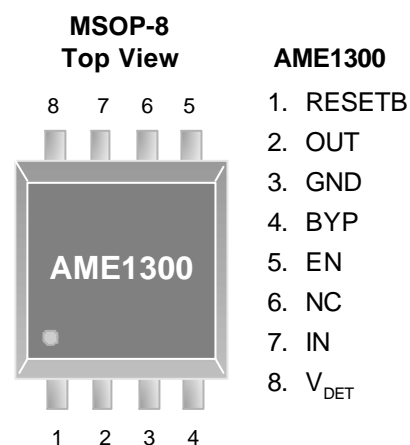 MSOP-8
Top View
8 7 6 5
AME1300
1 2 3 4
AME1300
1. RESETB
2. OUT
3. GND
4. BYP
5. EN
6. NC
7. IN
8. VDET